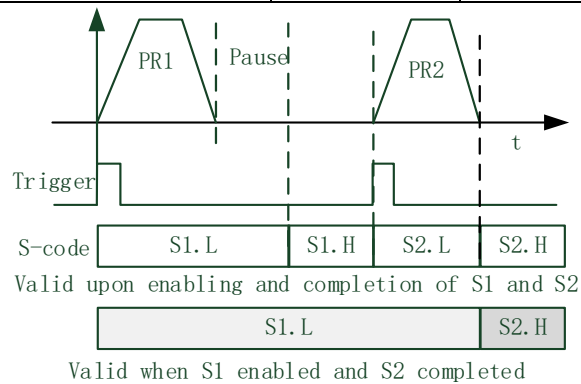 PR1 Pause PR2
t
Trigger
S-code S1.L S1.H S2.L S2.H
Valid upon enabling and completion of S1 and S2
S1.L S2.H
Valid when S1 enabled and S2 completed